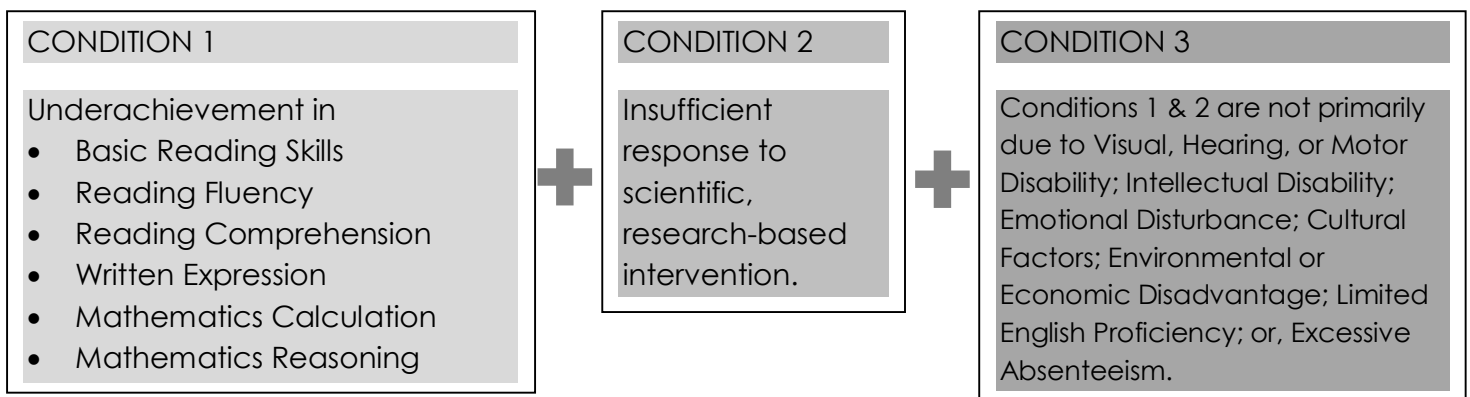 CONDITION 1
Underachievement in
• Basic Reading Skills
• Reading Fluency
• Reading Comprehension
• Written Expression
• Mathematics Calculation
• Mathematics Reasoning
CONDITION 2
Insufficient
response to
scientific,
research-based
intervention.
CONDITION 3
Conditions 1 & 2 are not primarily
due to Visual, Hearing, or Motor
Disability; Intellectual Disability;
Emotional Disturbance; Cultural
Factors; Environmental or
Economic Disadvantage; Limited
English Proficiency; or, Excessive
Absenteeism.